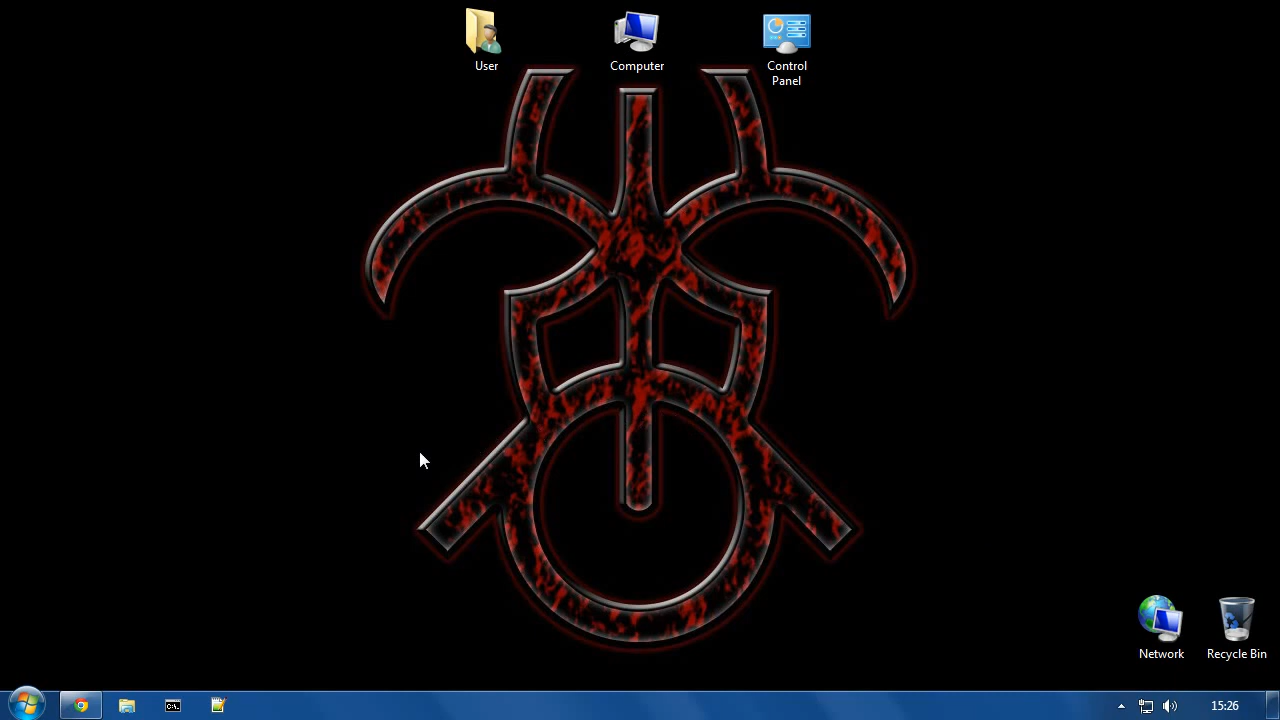 User
Computer
Control
Panel
Network
Recycle Bin
C:\.
15:26